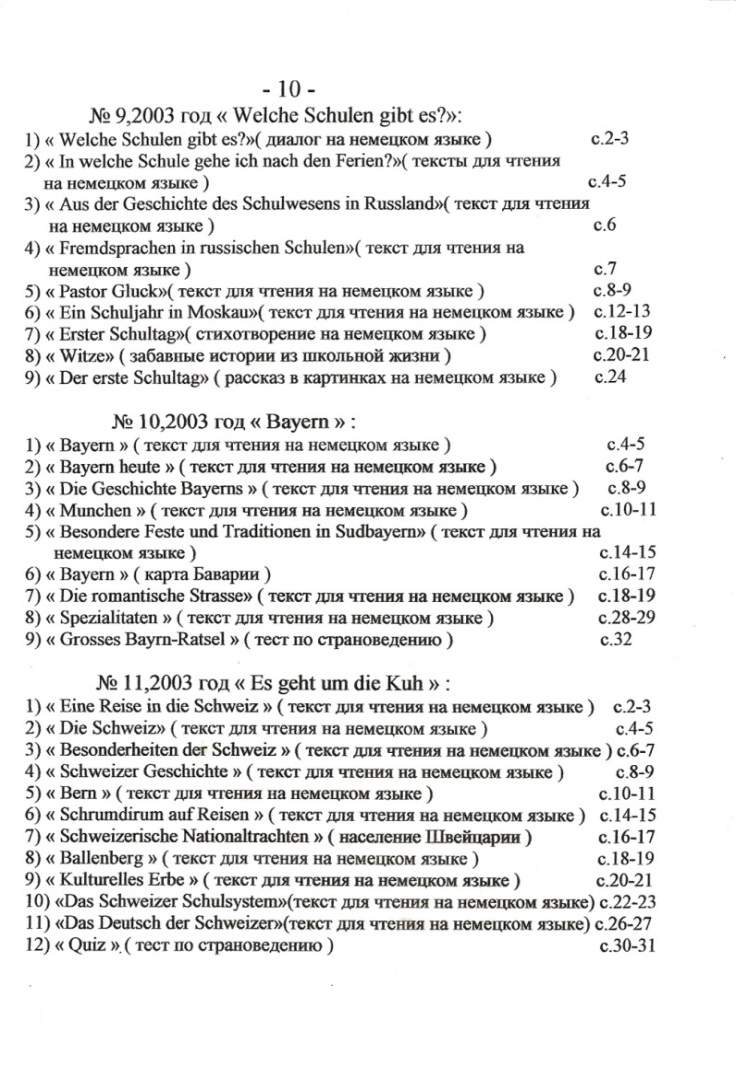 - 10 -
№ 9,2003 год « Welche Schulen gibt es?»:
1) « Welche Schulen gibt es?»( диалог на немецком языке ) с.2-3
2) « In welche Schule gehe ich nach den Ferien?»( тексты для чтения
на немецком языке ) с.4-5
3) « Aus der Geschichte des Schulwesens in Russland»( текст для чтения
на немецком языке ) с.6
4) « Fremdsprachen in russischen Schulen»( текст для чтения на
немецком языке ) с.7
5) « Pastor Gluck»( текст для чтения на немецком языке ) с.8-9
6) « Ein Schuljahr in Moskau»( текст для чтения на немецком языке ) с.12-13
7) « Erster Schultag»( стихотворение на немецком языке ) с.18-19
8) « Witze» ( забавные истории из школьной жизни ) с.20-21
9) « Der erste Schultag» ( рассказ в картинках на немецком языке ) с.24
№ 10,2003 год « Bayern » :
1) « Bayern » ( текст для чтения на немецком языке ) с.4-5
2) « Bayern heute » ( текст для чтения на немецком языке ) с.6-7
3) « Die Geschichte Bayerns » ( текст для чтения на немецком языке ) с.8-9
4) « Munchen » ( текст для чтения на немецком языке ) с.10-11
5) « Besondere Feste und Traditionen in Sudbayern» ( текст для чтения на
немецком языке ) с.14-15
6) « Bayern » ( карта Баварии ) с.16-17
7) « Die romantische Strasse» ( текст для чтения на немецком языке ) с.18-19
8) « Spezialitaten » ( текст для чтения на немецком языке ) с.28-29
9) « Grosses Bayrn-Ratsel » ( тест по страноведению ) с.32
№ 11,2003 год « Es geht um die Kuh » :
1) « Eine Reise in die Schweiz » ( текст для чтения на немецком языке ) с.2-3
2) « Die Schweiz» ( текст для чтения на немецком языке ) с.4-5
3) « Besonderheiten der Schweiz » ( текст для чтения на немецком языке ) с.6-7
4) « Schweizer Geschichte » ( текст для чтения на немецком языке ) с.8-9
5) « Bern » ( текст для чтения на немецком языке ) с.10-11
6) « Schrumdirum auf Reisen » ( текст для чтения на немецком языке ) с.14-15
7) « Schweizerische Nationaltrachten » ( население Швейцарии ) с.16-17
8) « Ballenberg » ( текст для чтения на немецком языке ) с.18-19
9) « Kulturelles Erbe » ( текст для чтения на немецком языке ) с.20-21
10) «Das Schweizer Schulsystem»(текст для чтения на немецком языке) с.22-23
11) «Das Deutsch der Schweizer»(текст для чтения на немецком языке) с.26-27
12) « Quiz » ( тест по страноведению ) с.30-31